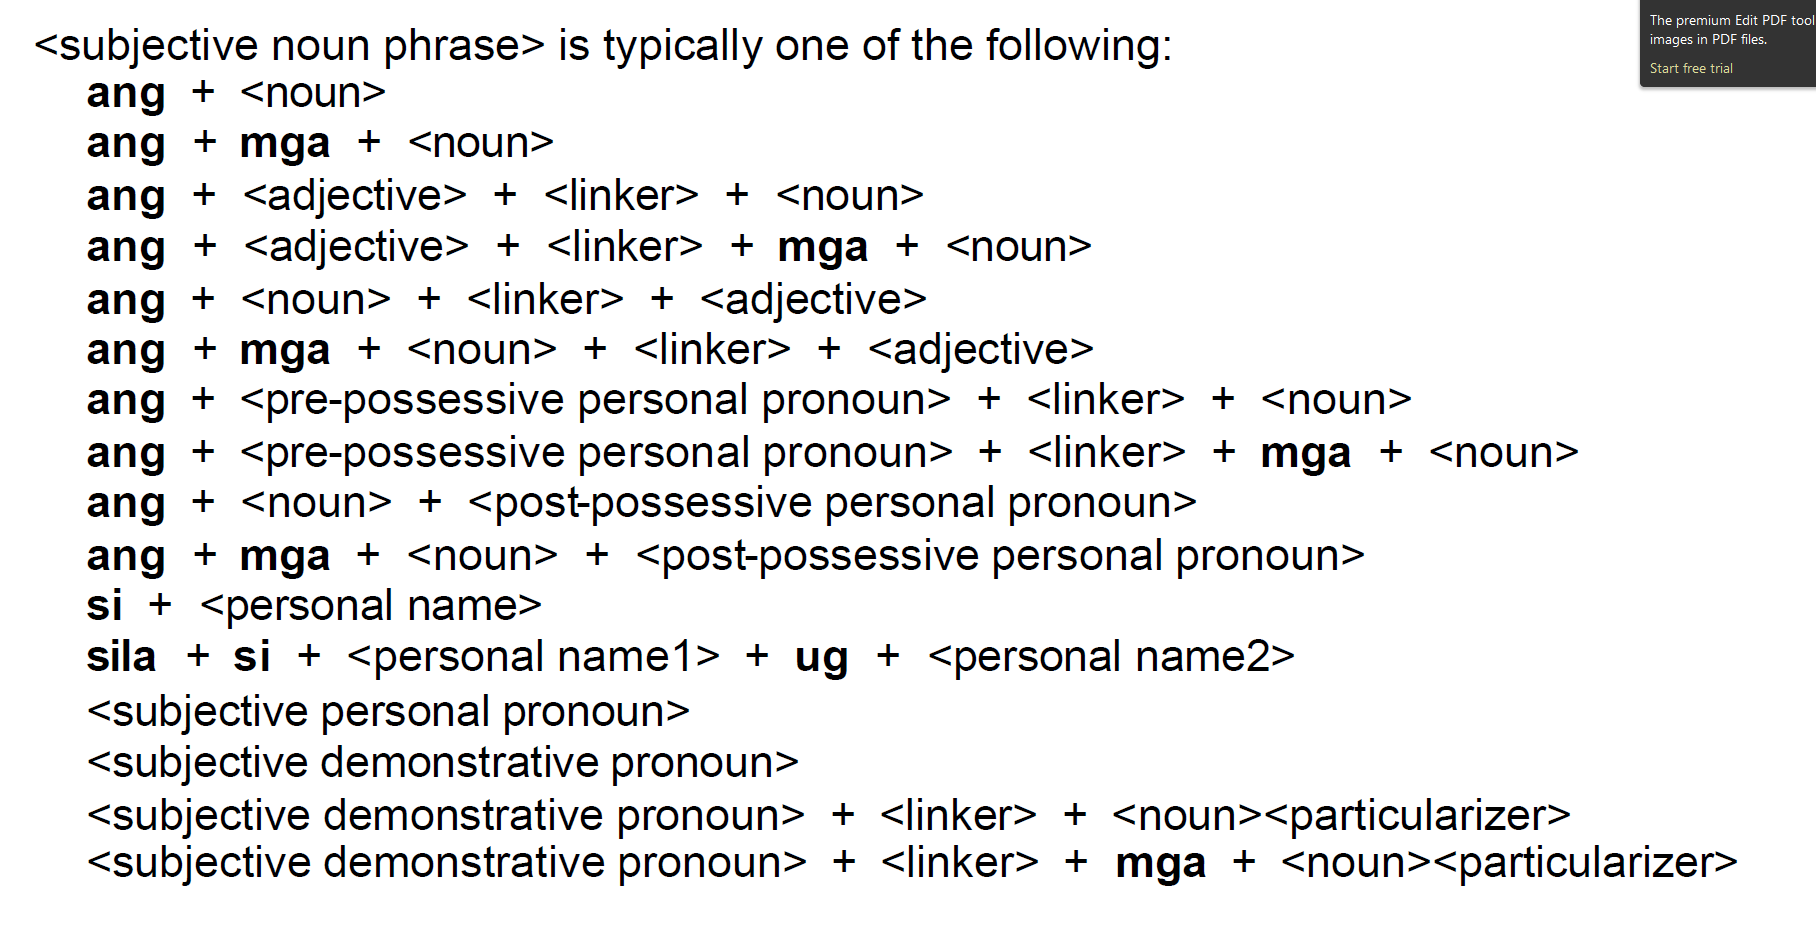 <subjective noun phrase> is typically one of the following:
ang + <noun>
ang + mga + <noun>
ang + <adjective> + <linker> + <noun>
ang + <adjective> + <linker> + mga + <noun>
ang + <noun> + <linker> + <adjective>
ang + mga + <noun> + <linker> + <adjective>
ang + <pre-possessive personal pronoun> + <linker> + <noun>
ang + <pre-possessive personal pronoun> + <linker> + mga + <noun>
ang + <noun> + <post-possessive personal pronoun>
ang + mga + <noun> + <post-possessive personal pronoun>
si + <personal name>
sila + si + <personal name1> + ug + <personal name2>
<subjective personal pronoun>
<subjective demonstrative pronoun>
<subjective demonstrative pronoun> + <linker> + <noun><particularizer>
<subjective demonstrative pronoun> + <linker> + mga + <noun><particularizer>
The premium Edit PDF tool
images in PDF files.
Start free trial